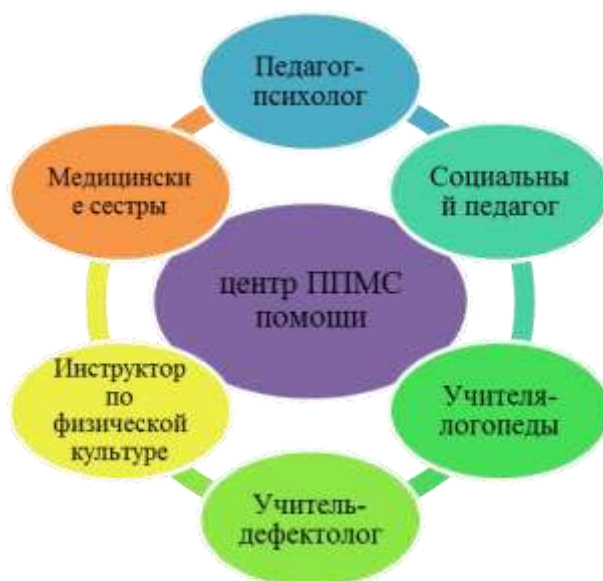 Педагог-
психолог
Социальны
й педагог
Учителя-
логопеды
Учитель-
дефектолог
Инструктор
по
физической
культуре
Медицински
е сестры
центр ППМС
помощи